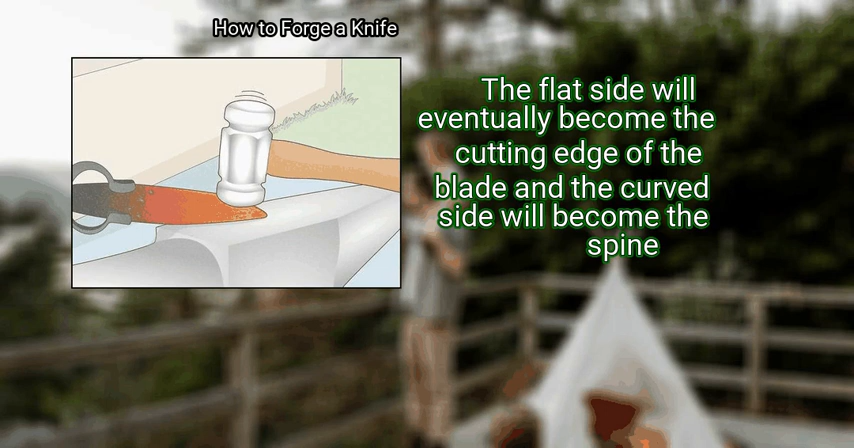 How to Forge a Knife
The flat side will
eventually become the
cutting edge of the
blade and the curved
side will become the
spine